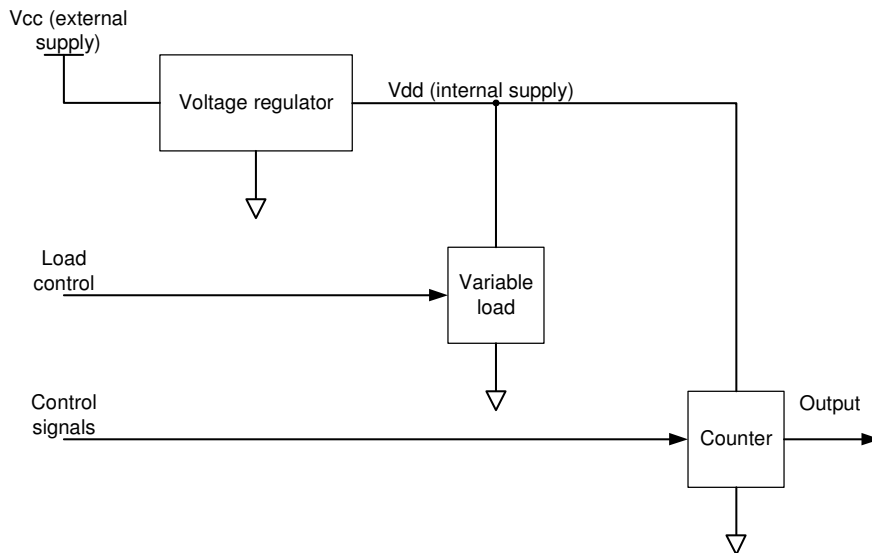 Vcc (external
supply)
Voltage regulator
Vdd (internal supply)
Load
control
Variable
load
Control
signals
Output
Counter